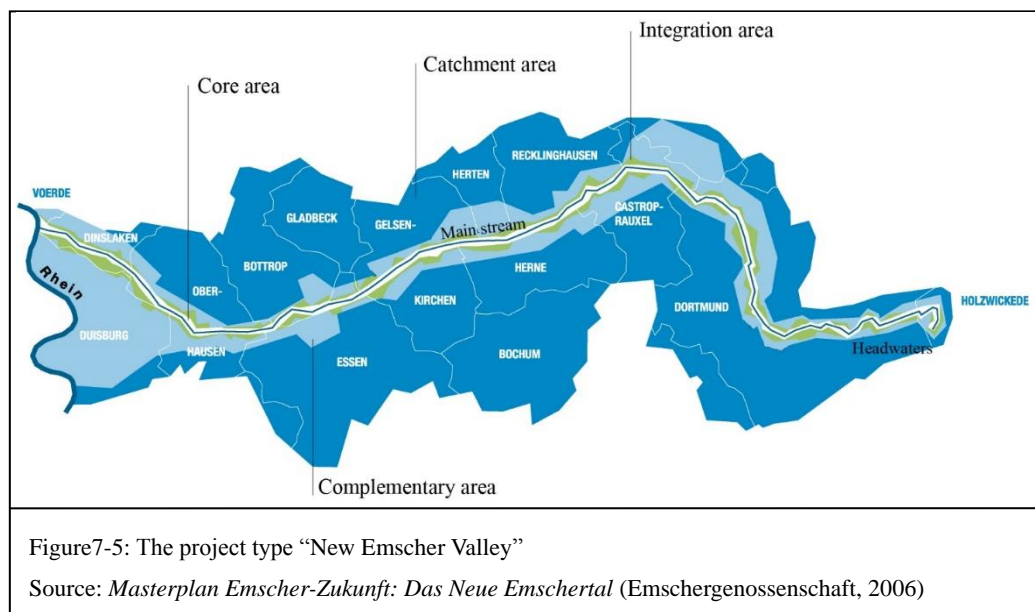 Integration area
Catchment area
Core area
RECKLINGHAUSEN
HERTEN
VOERDE
GLADBECK
GELSEN-
CASTROP-
RAUXEL
DINSLAKEN
Main stream
BOTTROP
HERNE
Rhein
OBER-
KIRCHEN
DORTMUND
HOLZWICKEDE
DUISBURG
HAUSEN
ESSEN
BOCHUM
Headwaters
Complementary area
Figure7-5: The project type “New Emscher Valley”
Source: Masterplan Emscher-Zukunft: Das Neue Emschertal (Emschergenossenschaft, 2006)